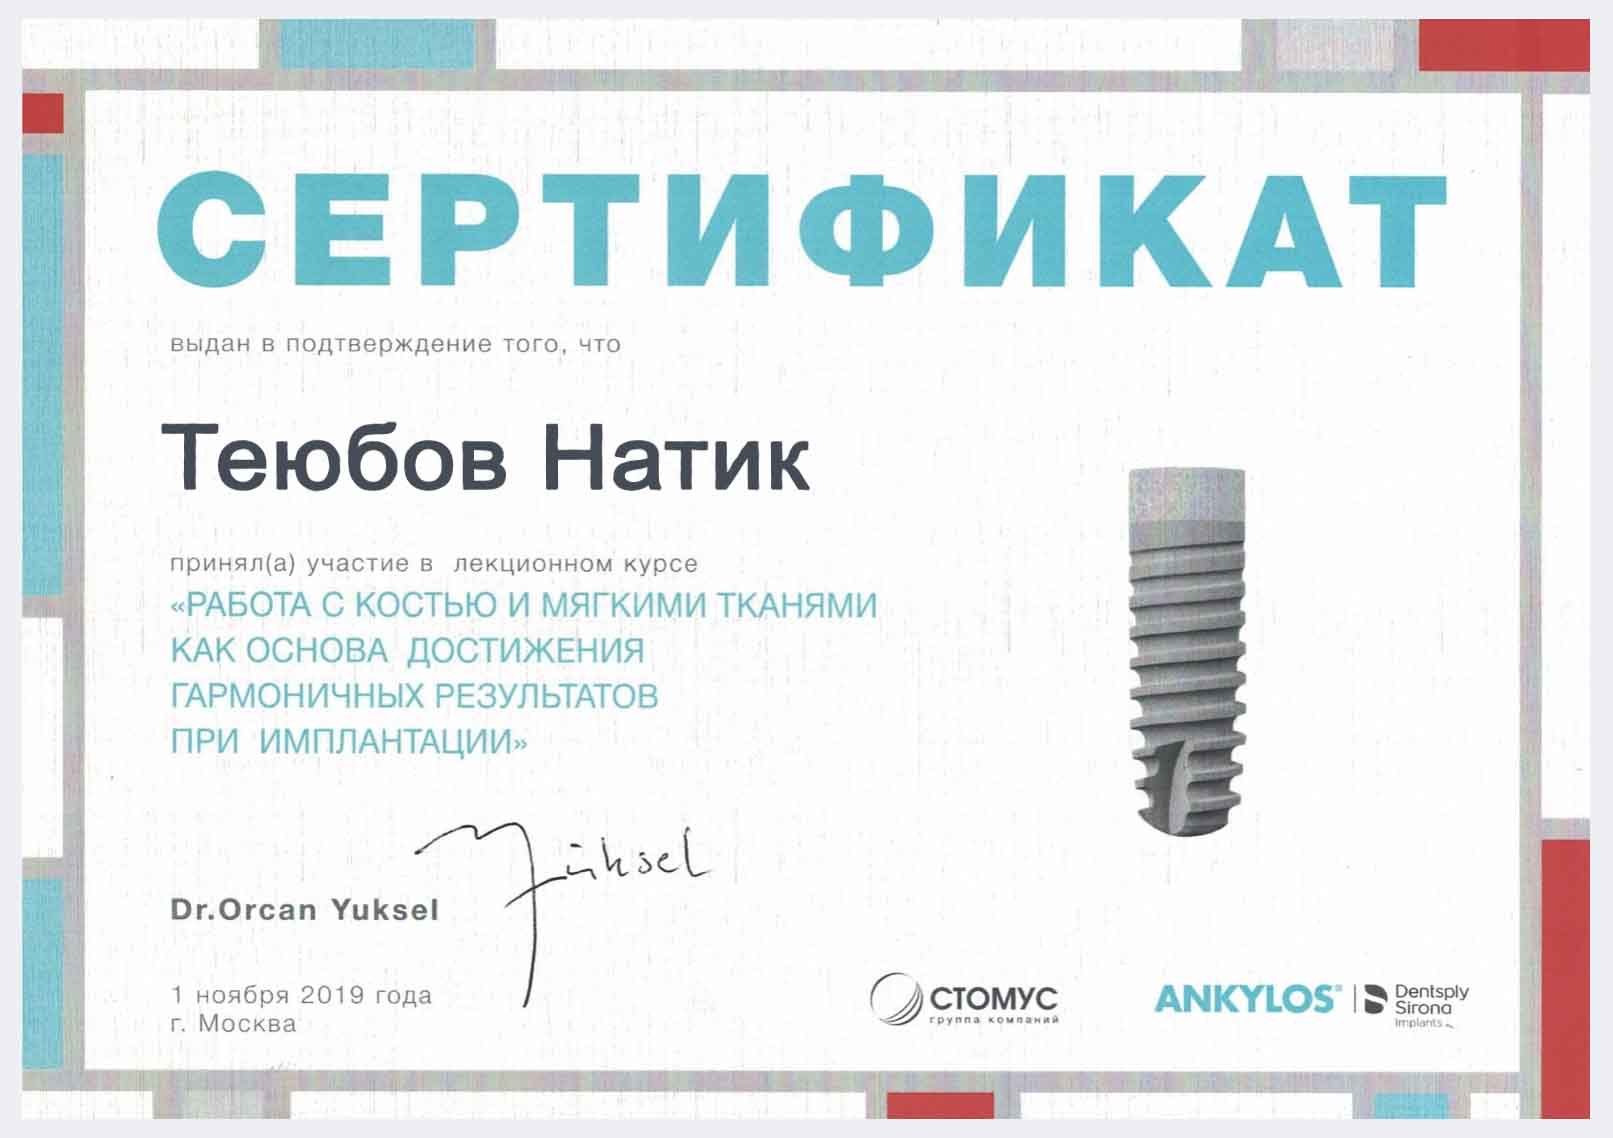 СЕРТИФИКАТ
выдан в подтверждение того, что
Теюбов Натик
принял(а) участие в лекционном курсе
«РАБОТА С КОСТЬЮ И МЯГКИМИ ТКАНЯМИ
КАК ОСНОВА ДОСТИЖЕНИЯ
ГАРМОНИЧНЫХ РЕЗУЛЬТАТОВ
ПРИ ИМПЛАНТАЦИИ»
Yüksel
Dr.Orcan Yuksel
1 ноября 2019 года
г. Москва
СТОМУС
группа компаний
ANKYLOS®
Dentsply
Sirona
Implants